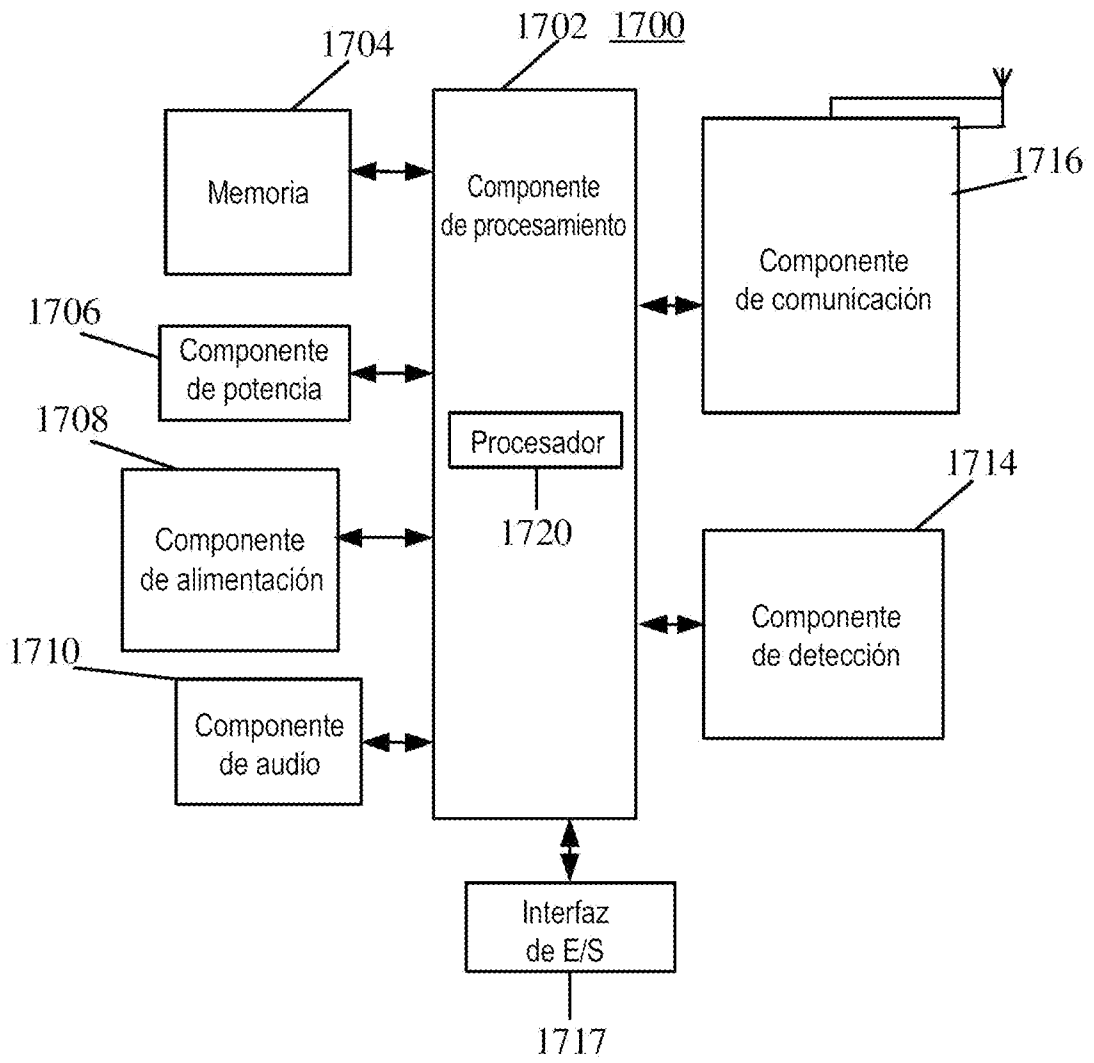 1702 1700
1704
Memoria
Componente
de procesamiento
1716
Componente
de comunicación
1706
Componente
de potencia
1708
Procesador
1720
1714
Componente
de alimentación
Componente
de detección
1710
Componente
de audio
Interfaz
de E/S
1717